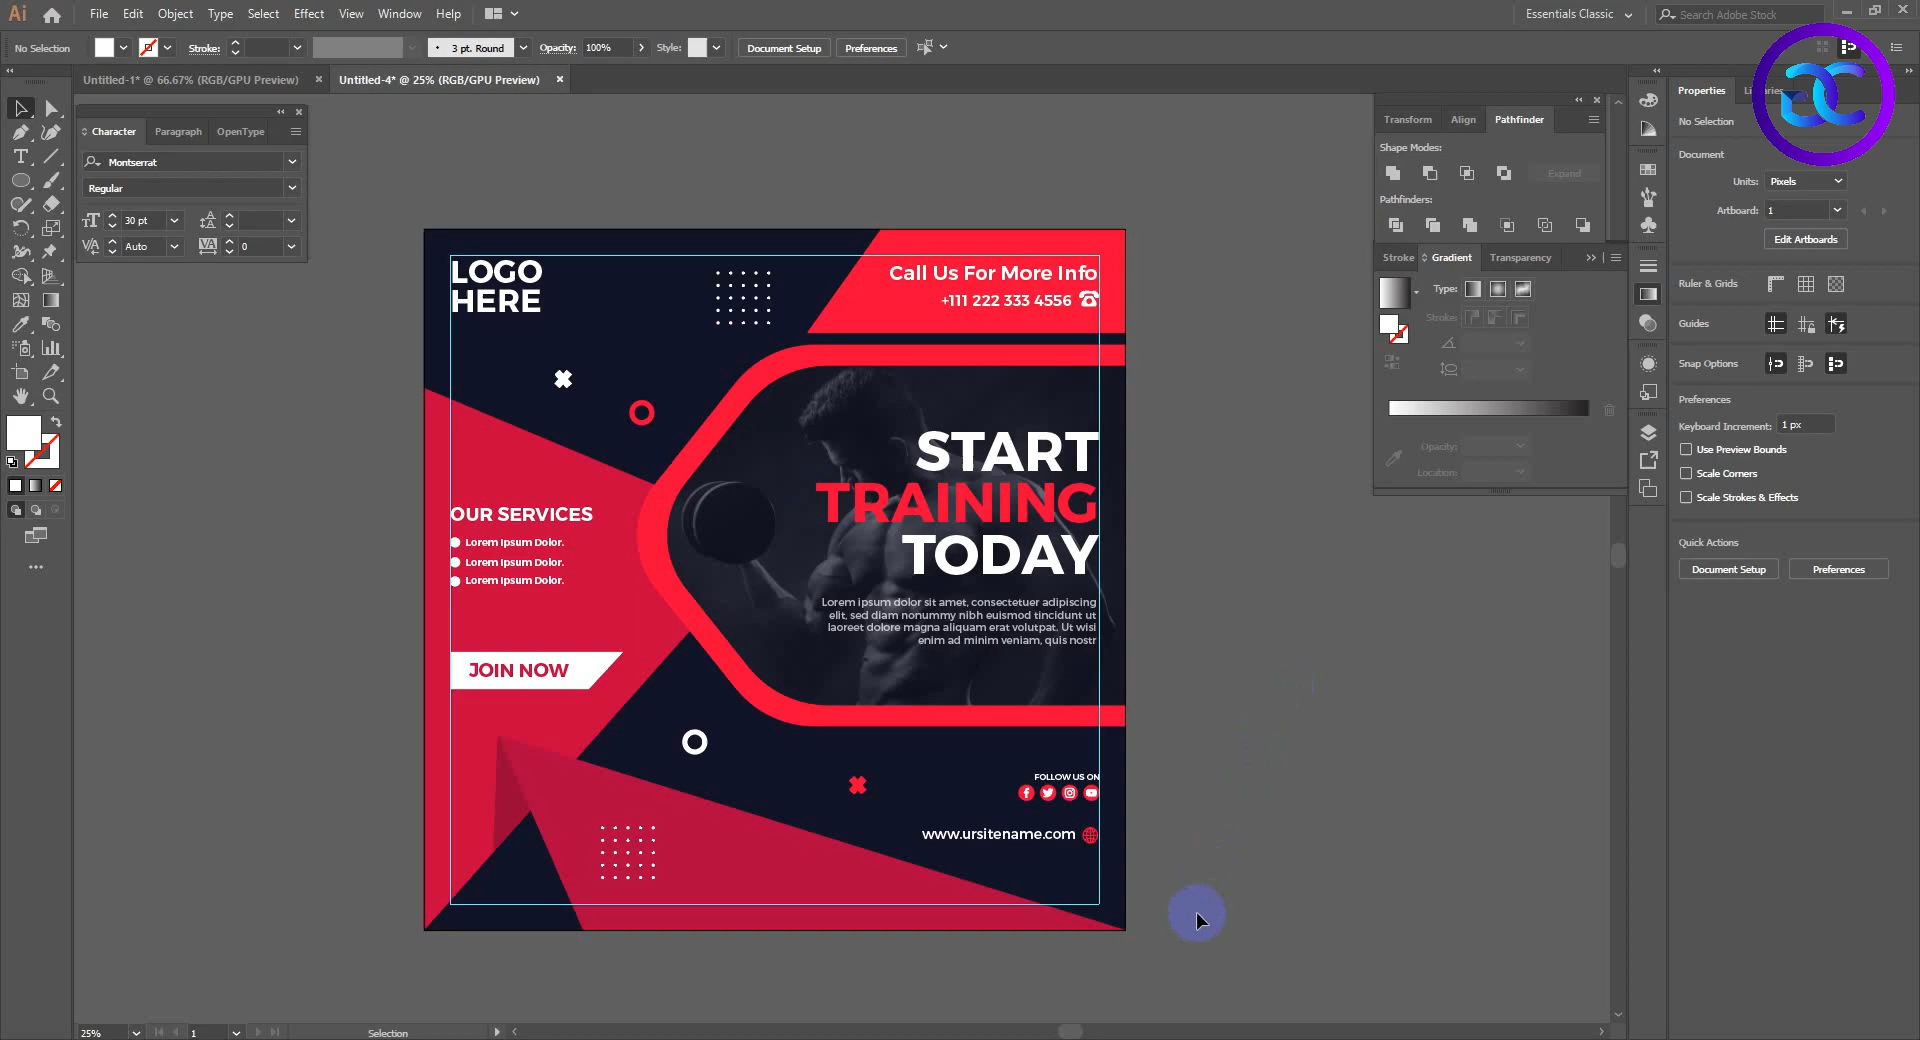 Ai
File Edit Object Type Select Effect View Window Help
Essentials Classic
Search Adobe Stock
No Selection
Stroke:
3 pt. Round
Opacity: 100%
Style:
Document Setup
Preferences
Untitled-1* @ 66.67% (RGB/GPU Preview)
Untitled-4* @ 25% (RGB/GPU Preview)
Character Paragraph OpenType
Montserrat
Regular
30 pt
Auto
0
LOGO
HERE
Call Us For More Info
+111 222 333 4556
START
TRAINING
TODAY
Lorem ipsum dolor sit amet, consectetuer adipiscing
elit, sed diam nonummy nibh euismod tincidunt ut
laoreet dolore magna aliquam erat volutpat. Ut wisi
enim ad minim veniam, quis nostr
OUR SERVICES
Lorem Ipsum Dolor.
Lorem Ipsum Dolor.
Lorem Ipsum Dolor.
JOIN NOW
FOLLOW US ON
www.ursitename.com
Transform Align Pathfinder
Shape Modes:
Expand
Pathfinders:
Stroke Gradient Transparency
Type:
Stroke:
Opacity:
Location:
Properties
No Selection
Document
Units: Pixels
Artboard: 1
Edit Artboards
Ruler & Grids
Guides
Snap Options
Preferences
Keyboard Increment: 1 px
Use Preview Bounds
Scale Corners
Scale Strokes & Effects
Quick Actions
Document Setup
Preferences
25%
1
Selection